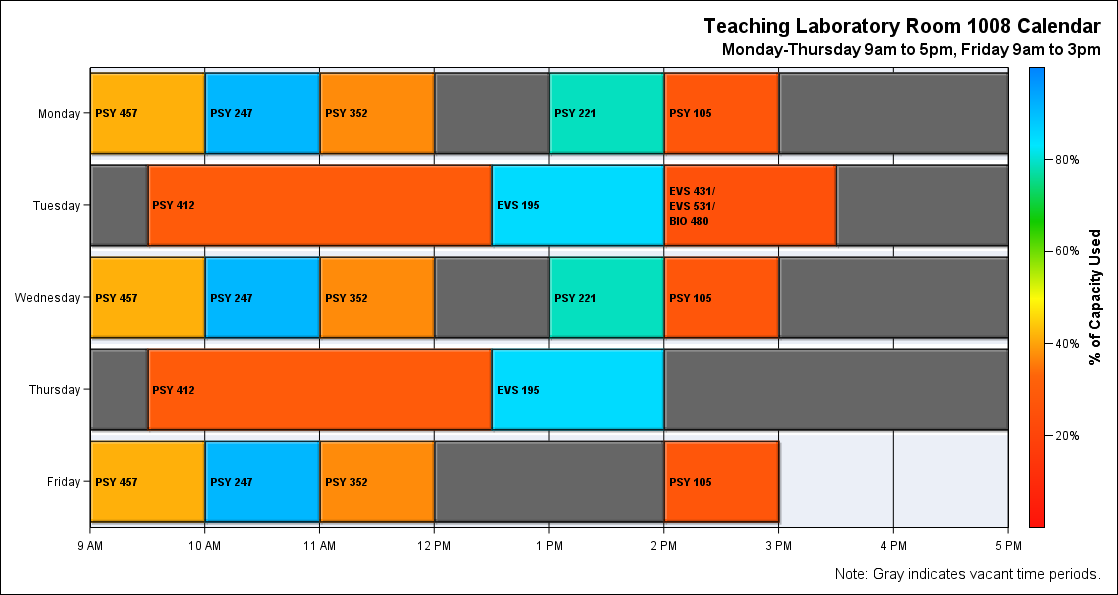 Teaching Laboratory Room 1008 Calendar
Monday-Thursday 9am to 5pm, Friday 9am to 3pm
Monday
PSY 457
PSY 247
PSY 352
PSY 221
PSY 105
Tuesday
PSY 412
EVS 195
EVS 431/
EVS 531/
BIO 480
Wednesday
PSY 457
PSY 247
PSY 352
PSY 221
PSY 105
Thursday
PSY 412
EVS 195
Friday
PSY 457
PSY 247
PSY 352
PSY 105
9 AM
10 AM
11 AM
12 PM
1 PM
2 PM
3 PM
4 PM
5 PM
80%
60%
40%
20%
% of Capacity Used
Note: Gray indicates vacant time periods.